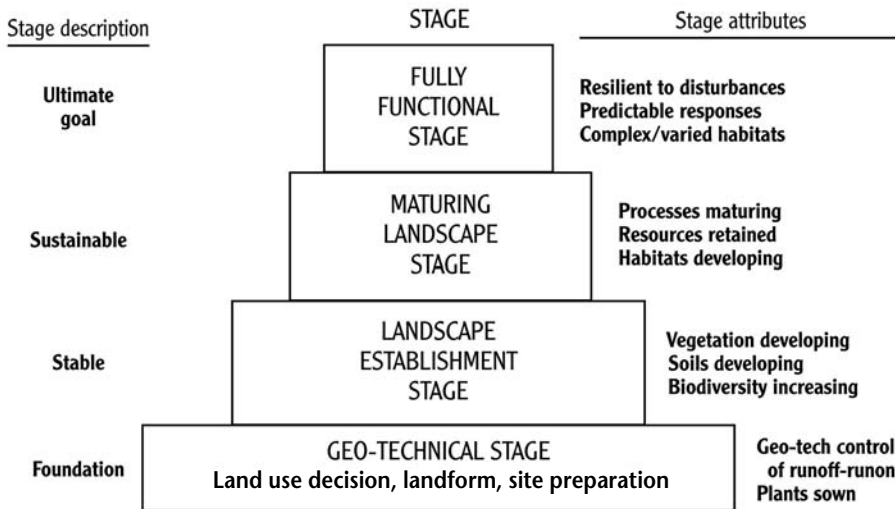 Stage description
STAGE
Stage attributes
Ultimate
goal
FULLY
FUNCTIONAL
STAGE
Resilient to disturbances
Predictable responses
Complex/varied habitats
Sustainable
MATURING
LANDSCAPE
STAGE
Processes maturing
Resources retained
Habitats developing
Stable
LANDSCAPE
ESTABLISHMENT
STAGE
Vegetation developing
Soils developing
Biodiversity increasing
Foundation
GEO-TECHNICAL STAGE
Land use decision, landform, site preparation
Geo-tech control
of runoff-runon
Plants sown